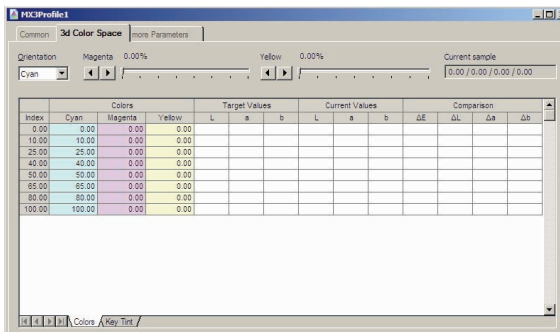 MX3Profile1
Common 3d Color Space more Parameters
Orientation Magenta 0.00% Yellow 0.00% Current sample
Cyan 0.00 / 0.00 / 0.00 / 0.00
Colors Target Values Current Values Comparison
Index Cyan Magenta Yellow L a b L a b ΔE ΔL Δa Δb
0.00 0.00 0.00 0.00
10.00 10.00 0.00 0.00
25.00 25.00 0.00 0.00
40.00 40.00 0.00 0.00
50.00 50.00 0.00 0.00
65.00 65.00 0.00 0.00
80.00 80.00 0.00 0.00
100.00 100.00 0.00 0.00
Colors Key Tint